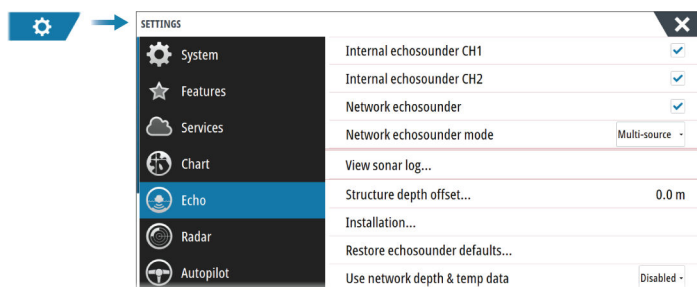 SETTINGS
System
Features
Services
Chart
Echo
Radar
Autopilot
Internal echosounder CH1
Internal echosounder CH2
Network echosounder
Network echosounder mode Multi-source
View sonar log...
Structure depth offset... 0.0 m
Installation...
Restore echosounder defaults...
Use network depth & temp data Disabled